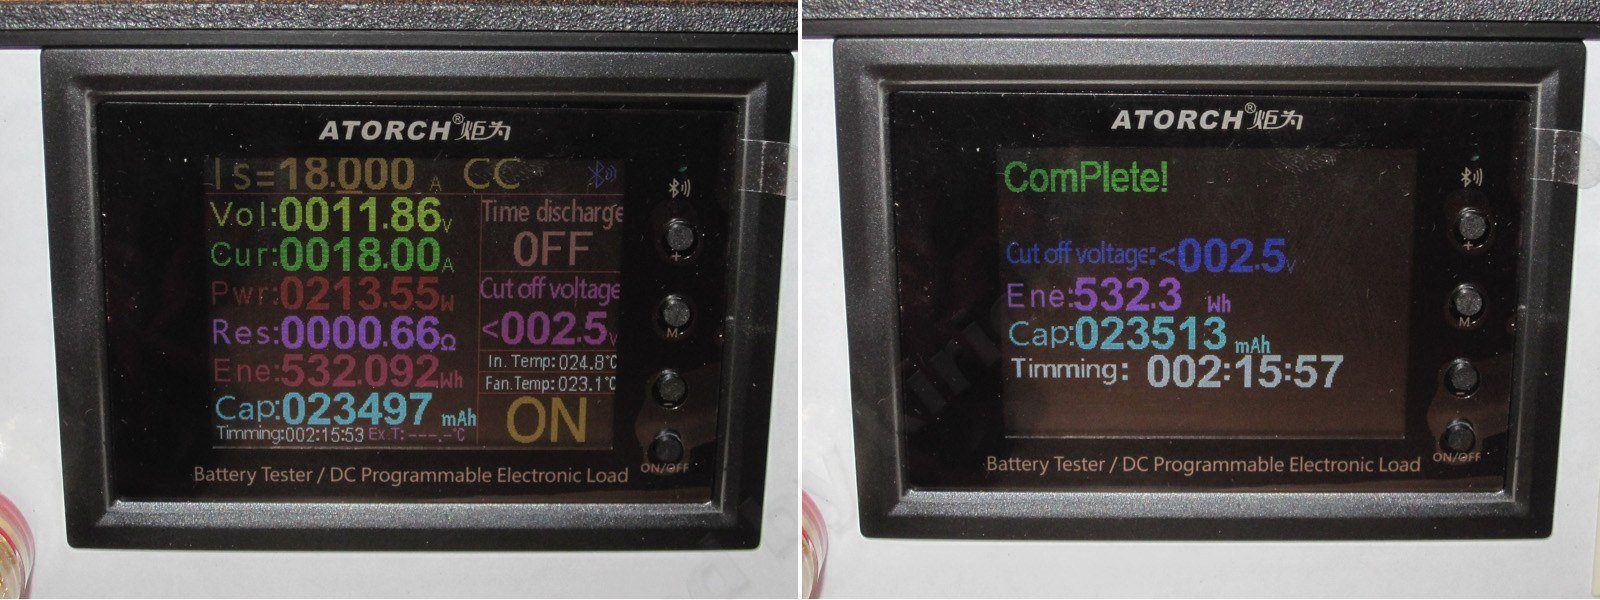 ATORCH® 炬为
Is=18.000 A CC
Vol:0011.86V
Cur:0018.00A
Pwr:0213.55W
Res:0000.66Ω
Ene:532.092Wh
Cap:023497 mAh
Timming:002:15:53 Ex.T:---.-°C
Time discharge
OFF
Cut off voltage
<002.5V
In. Temp:024.8°C
Fan.Temp:023.1°C
ON
+
M
-
ON/OFF
Battery Tester / DC Programmable Electronic Load
ATORCH® 炬为
ComPlete!
Cut off voltage:<002.5V
Ene:532.3 Wh
Cap:023513 mAh
Timming: 002:15:57
+
M
-
ON/OFF
Battery Tester / DC Programmable Electronic Load